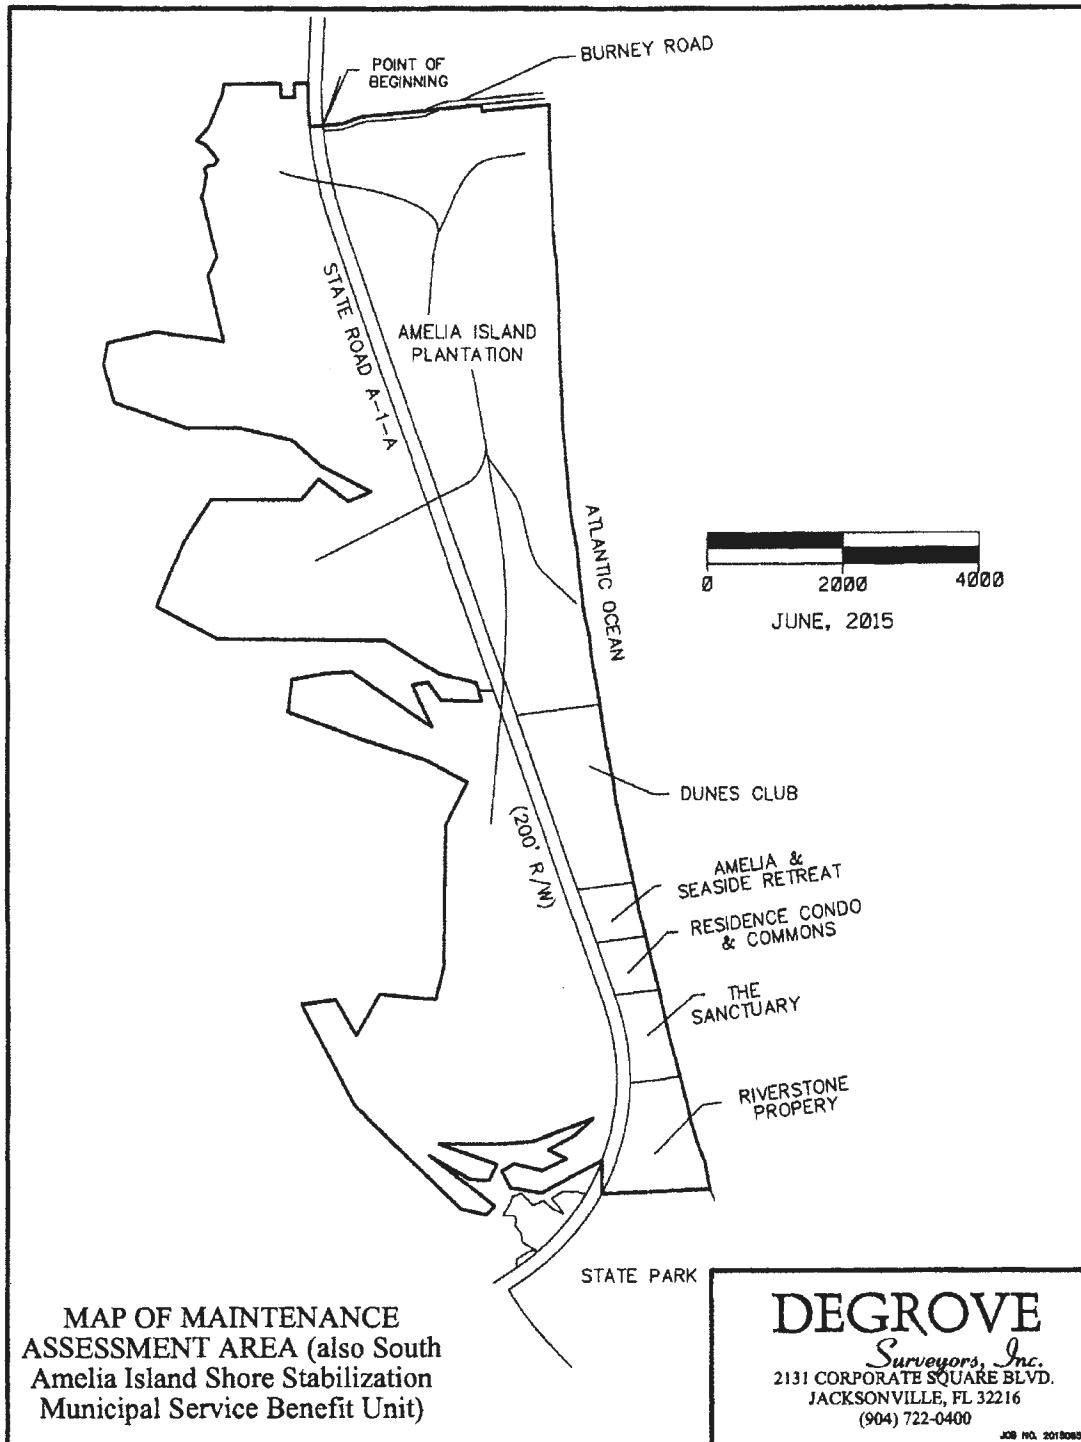 BURNEY ROAD
POINT OF
BEGINNING
STATE ROAD A-1-A
AMELIA ISLAND
PLANTATION
ATLANTIC OCEAN
0 2000 4000
JUNE, 2015
DUNES CLUB
(200' R/W)
AMELIA &
SEASIDE RETREAT
RESIDENCE CONDO
& COMMONS
THE
SANCTUARY
RIVERSTONE
PROPERY
STATE PARK
MAP OF MAINTENANCE
ASSESSMENT AREA (also South
Amelia Island Shore Stabilization
Municipal Service Benefit Unit)
DEGROVE
Surveyors, Inc.
2131 CORPORATE SQUARE BLVD.
JACKSONVILLE, FL 32216
(904) 722-0400
JOB NO.